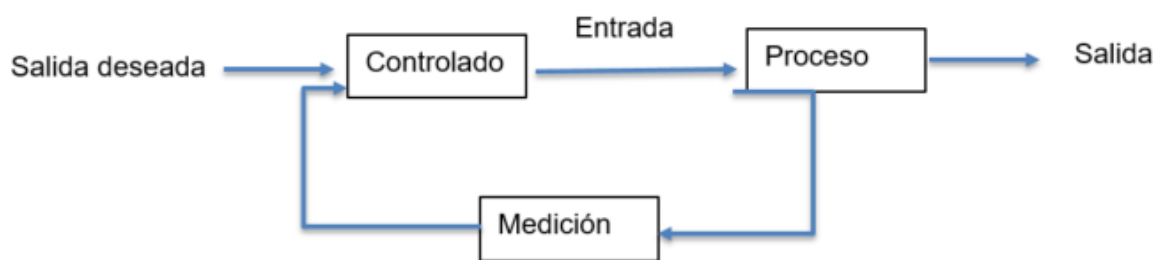 Salida deseada
Controlado
Entrada
Proceso
Salida
Medición